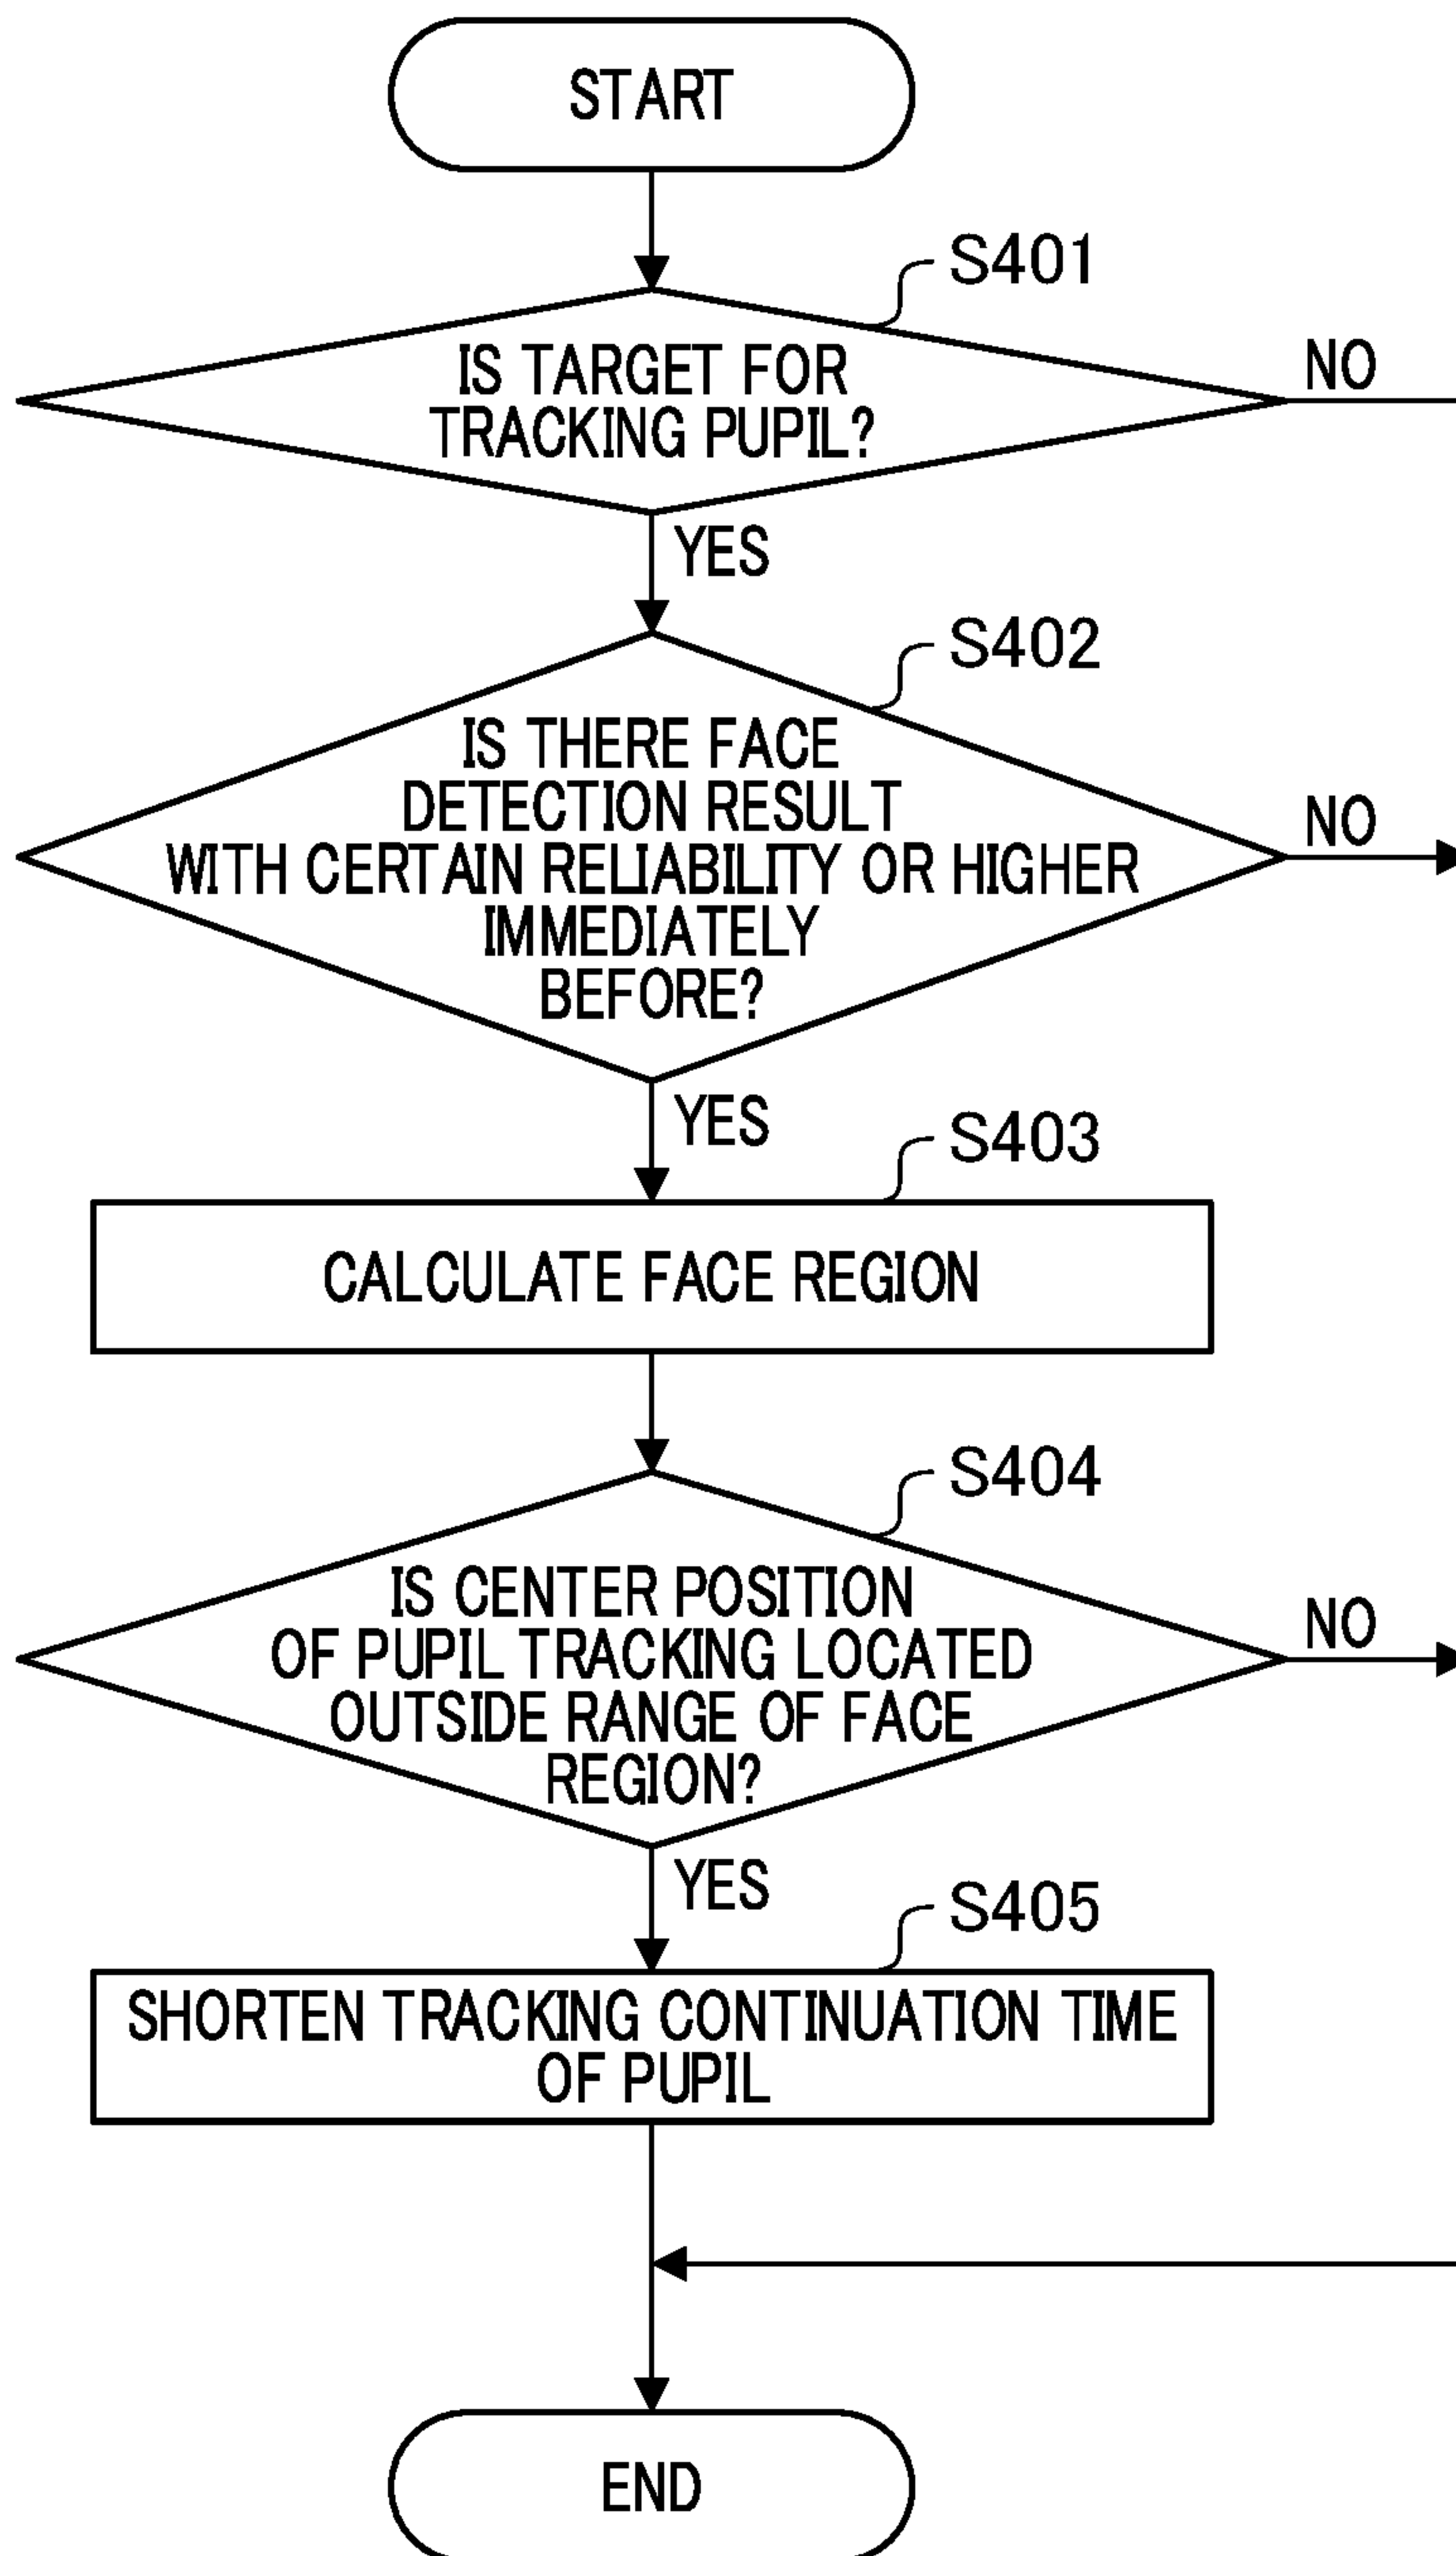 START
S401
IS TARGET FOR
TRACKING PUPIL?
NO
YES
S402
IS THERE FACE
DETECTION RESULT
WITH CERTAIN RELIABILITY OR HIGHER
IMMEDIATELY
BEFORE?
NO
YES
S403
CALCULATE FACE REGION
S404
IS CENTER POSITION
OF PUPIL TRACKING LOCATED
OUTSIDE RANGE OF FACE
REGION?
NO
YES
S405
SHORTEN TRACKING CONTINUATION TIME
OF PUPIL
END